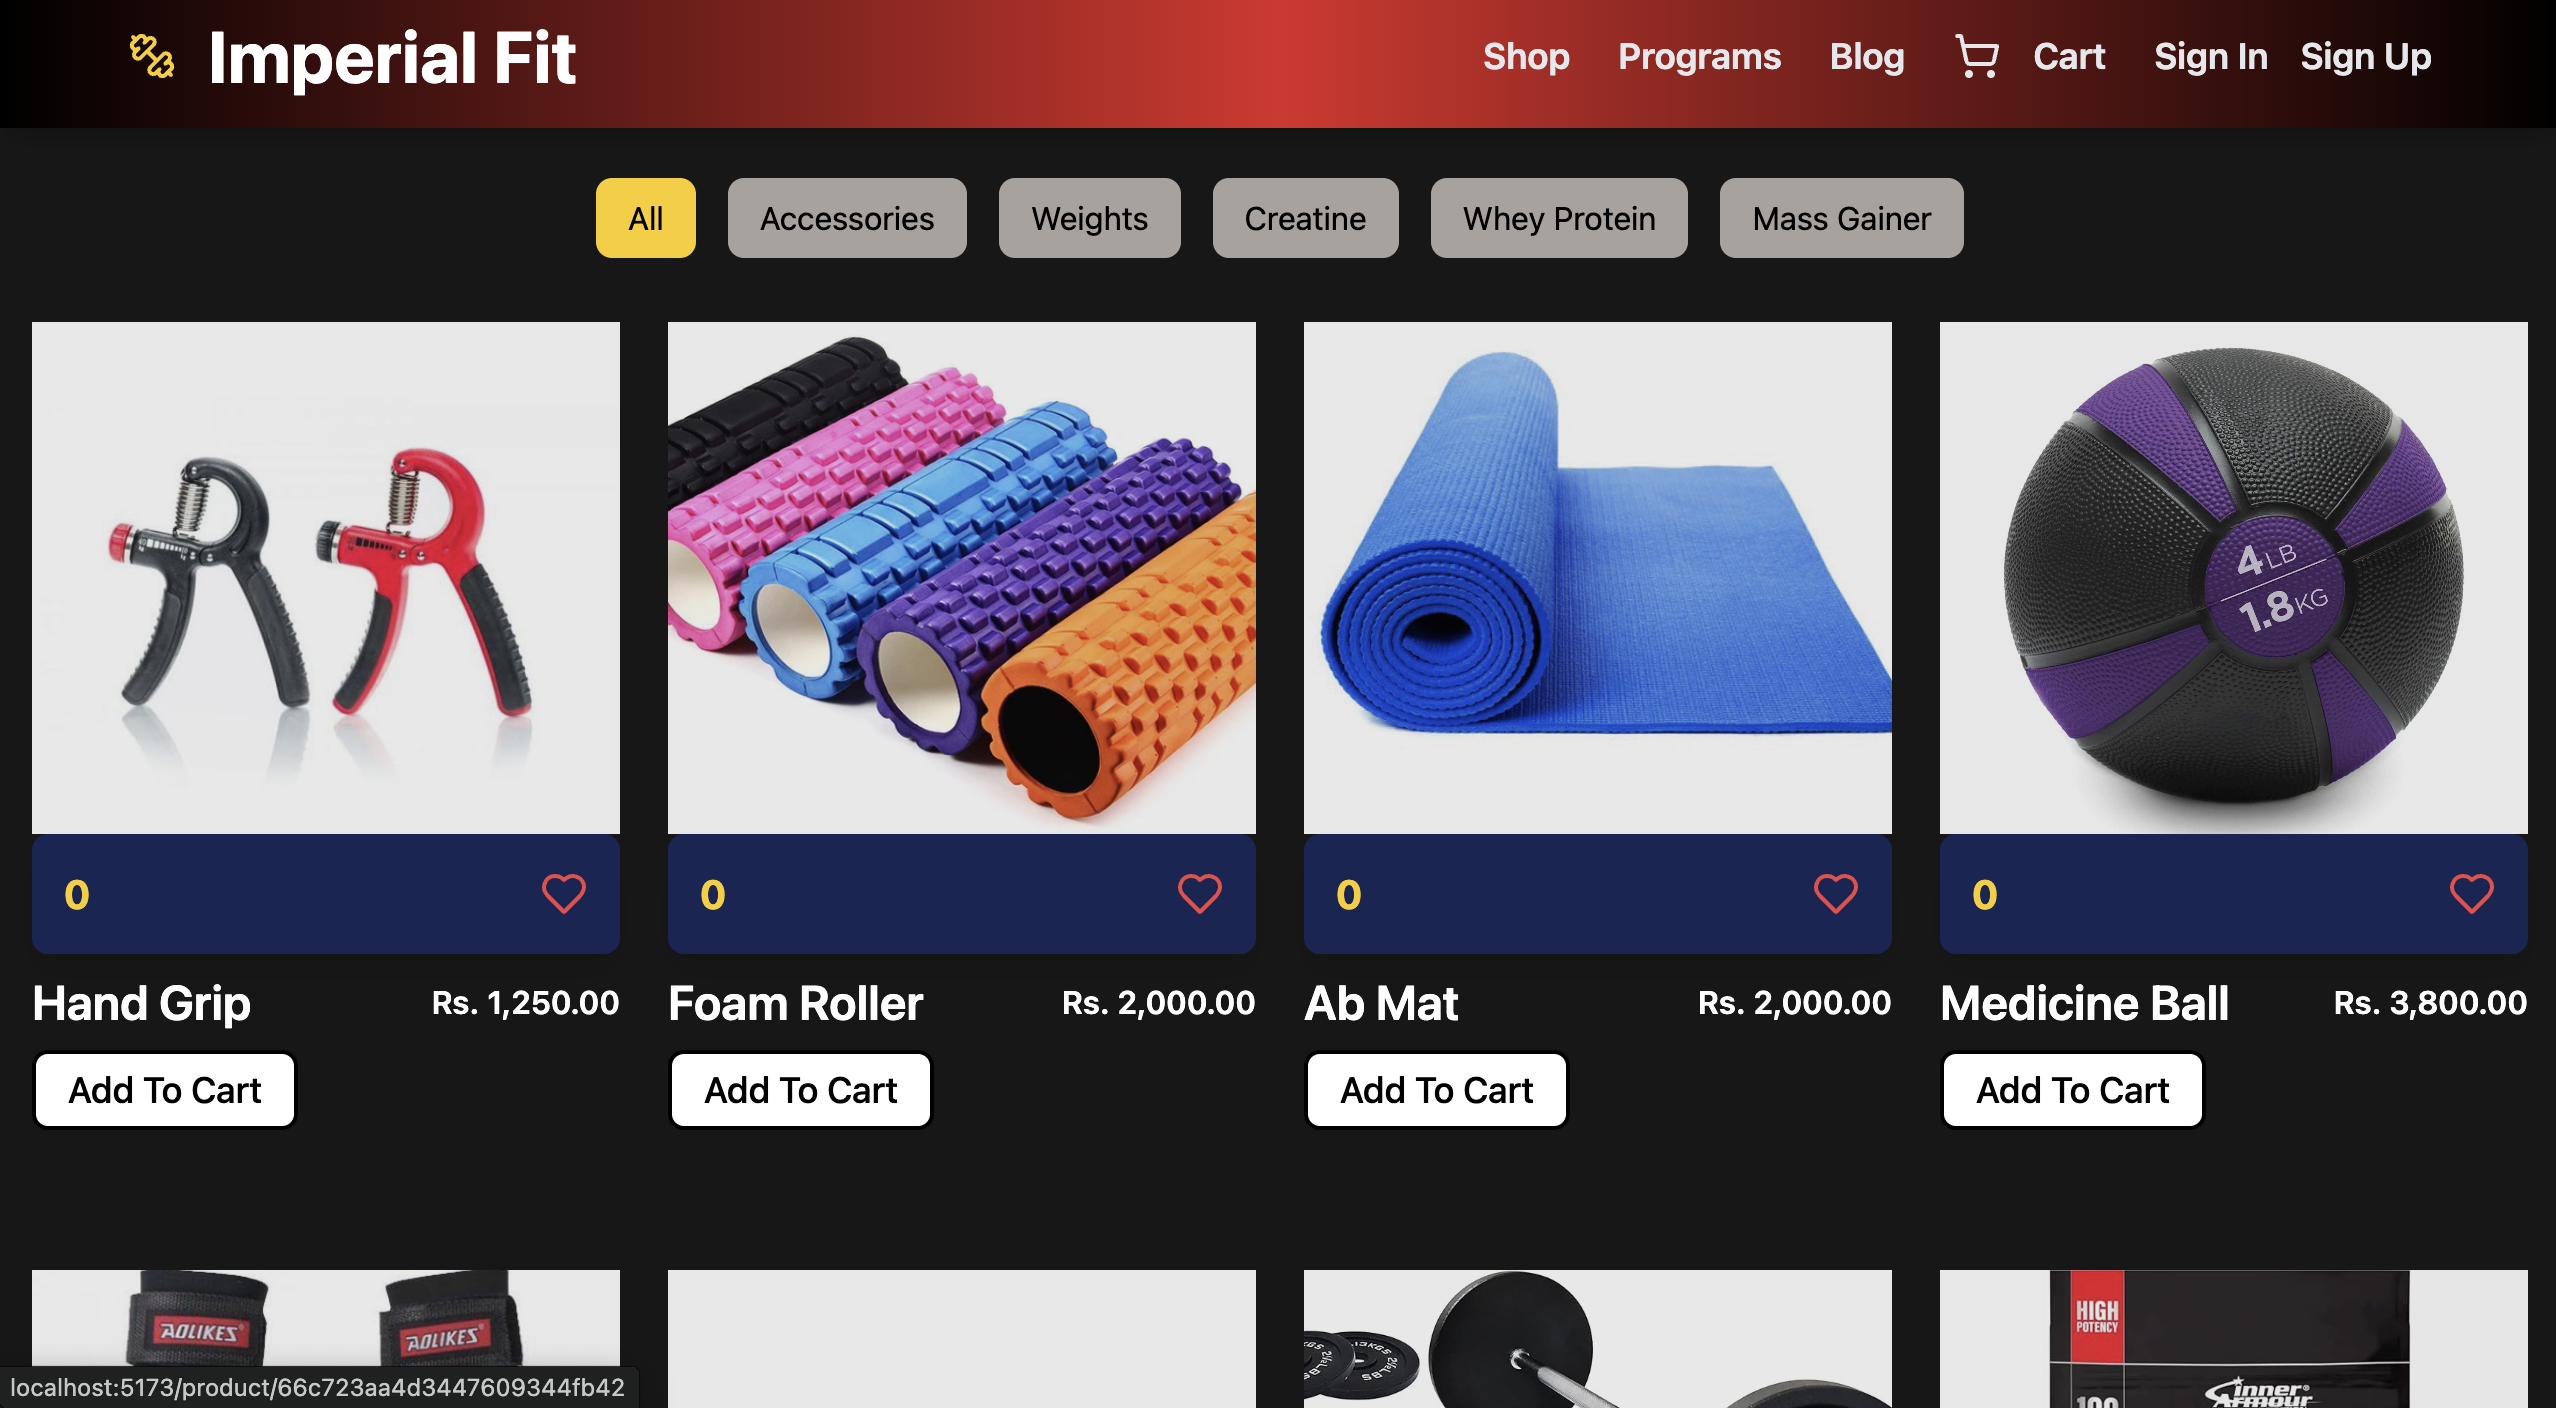 Imperial Fit
Shop Programs Blog Cart Sign In Sign Up
All Accessories Weights Creatine Whey Protein Mass Gainer
4 LB
1.8 KG
0 0 0 0
Hand Grip Rs. 1,250.00 Foam Roller Rs. 2,000.00 Ab Mat Rs. 2,000.00 Medicine Ball Rs. 3,800.00
Add To Cart Add To Cart Add To Cart Add To Cart
AOLIKES AOLIKES
HIGH
POTENCY
inner
Armour
localhost:5173/product/66c723aa4d3447609344fb42